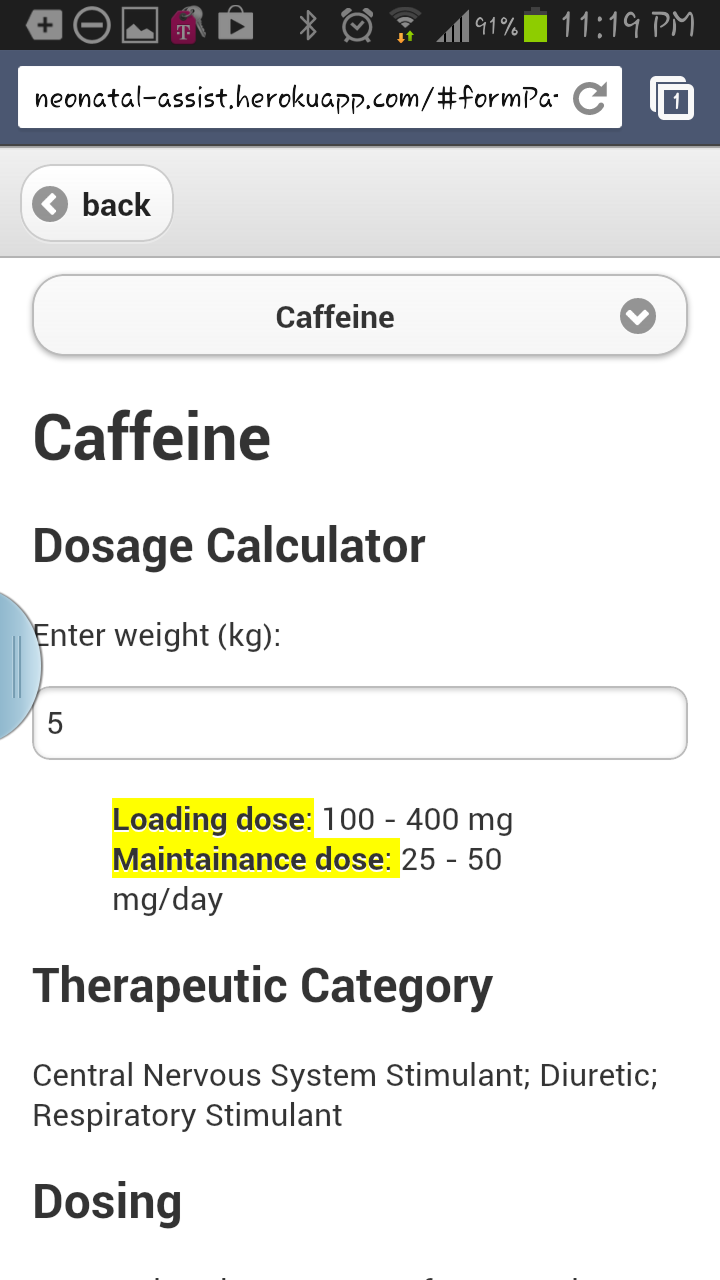 91% 11:19 PM
neonatal-assist.herokuapp.com/#formPa
1
back
Caffeine
Caffeine
Dosage Calculator
Enter weight (kg):
5
Loading dose: 100 - 400 mg
Maintainance dose: 25 - 50
mg/day
Therapeutic Category
Central Nervous System Stimulant; Diuretic;
Respiratory Stimulant
Dosing